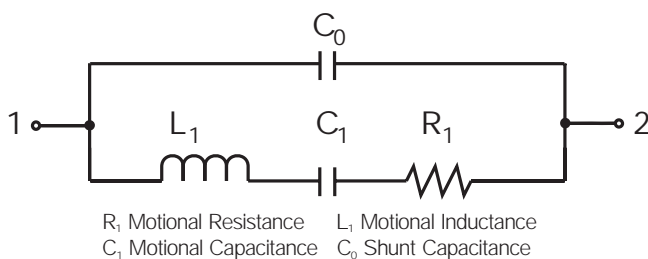 C₀
1 L₁ C₁ R₁ 2
R₁ Motional Resistance L₁ Motional Inductance
C₁ Motional Capacitance C₀ Shunt Capacitance